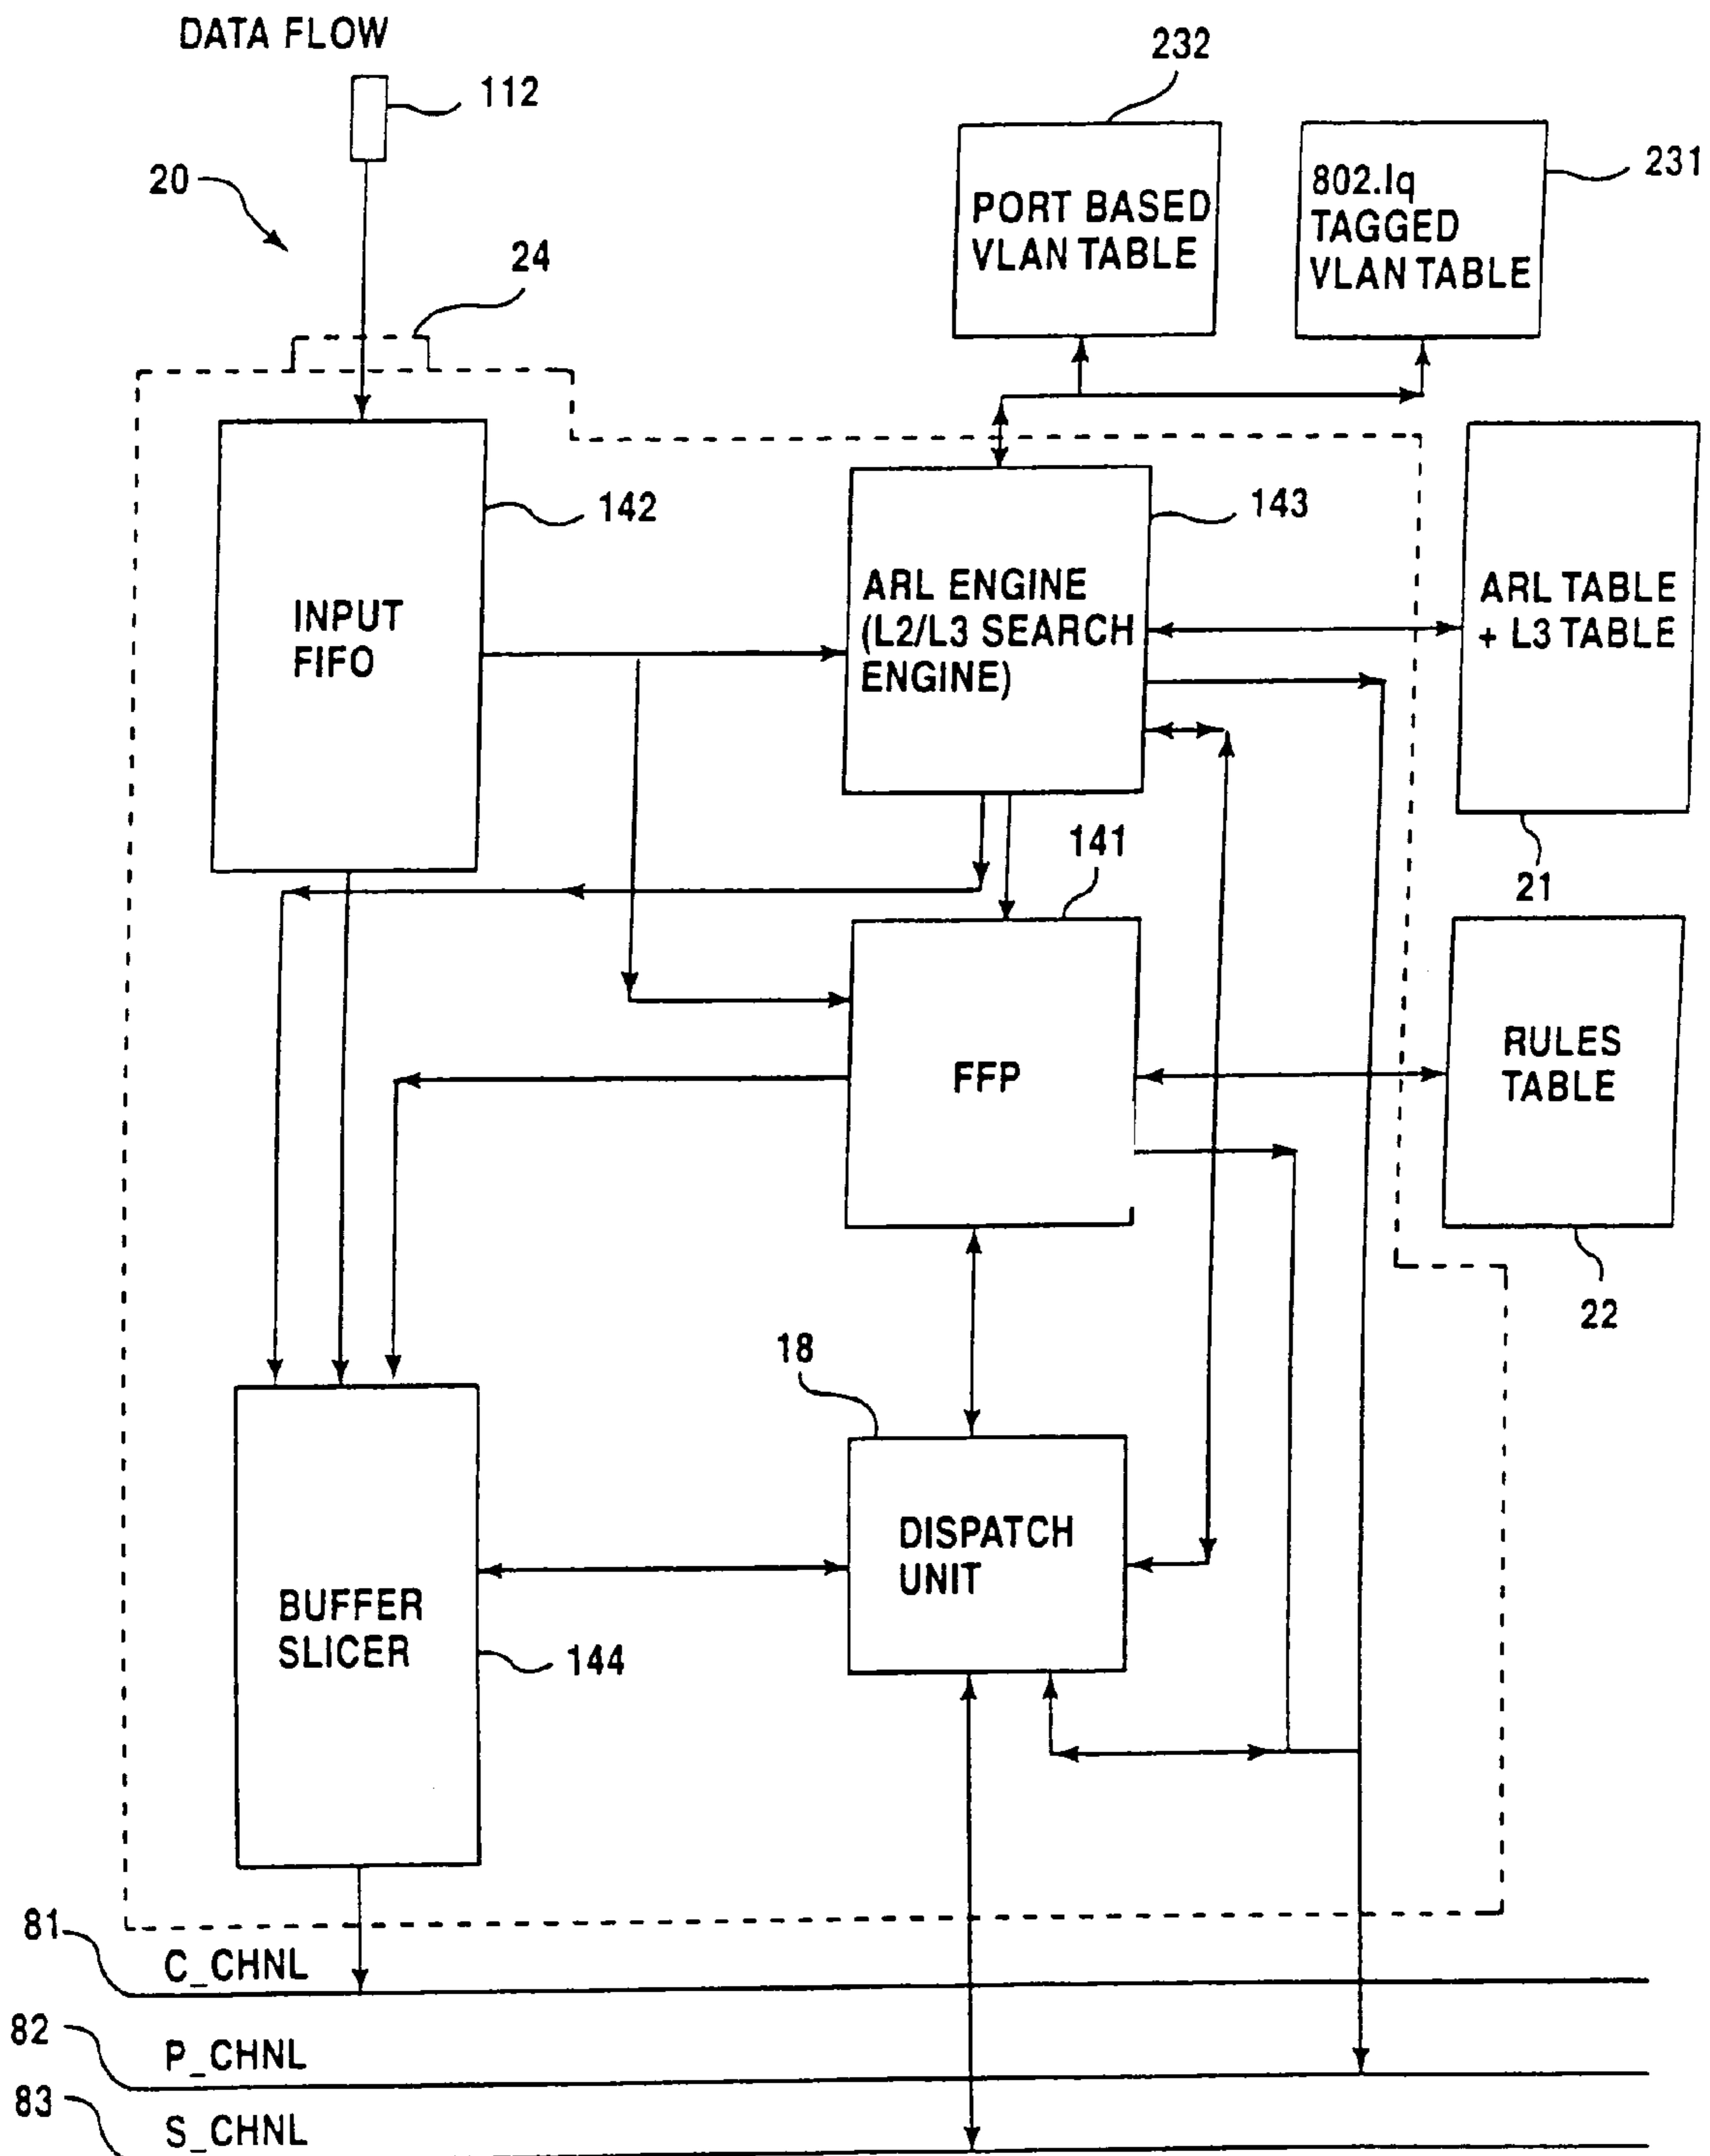 DATA FLOW
112
20
24
232
PORT BASED
VLAN TABLE
231
802.lq
TAGGED
VLAN TABLE
142
INPUT
FIFO
143
ARL ENGINE
(L2/L3 SEARCH
ENGINE)
ARL TABLE
+ L3 TABLE
21
141
FFP
RULES
TABLE
22
18
DISPATCH
UNIT
BUFFER
SLICER
144
81
C_CHNL
82
P_CHNL
83
S_CHNL